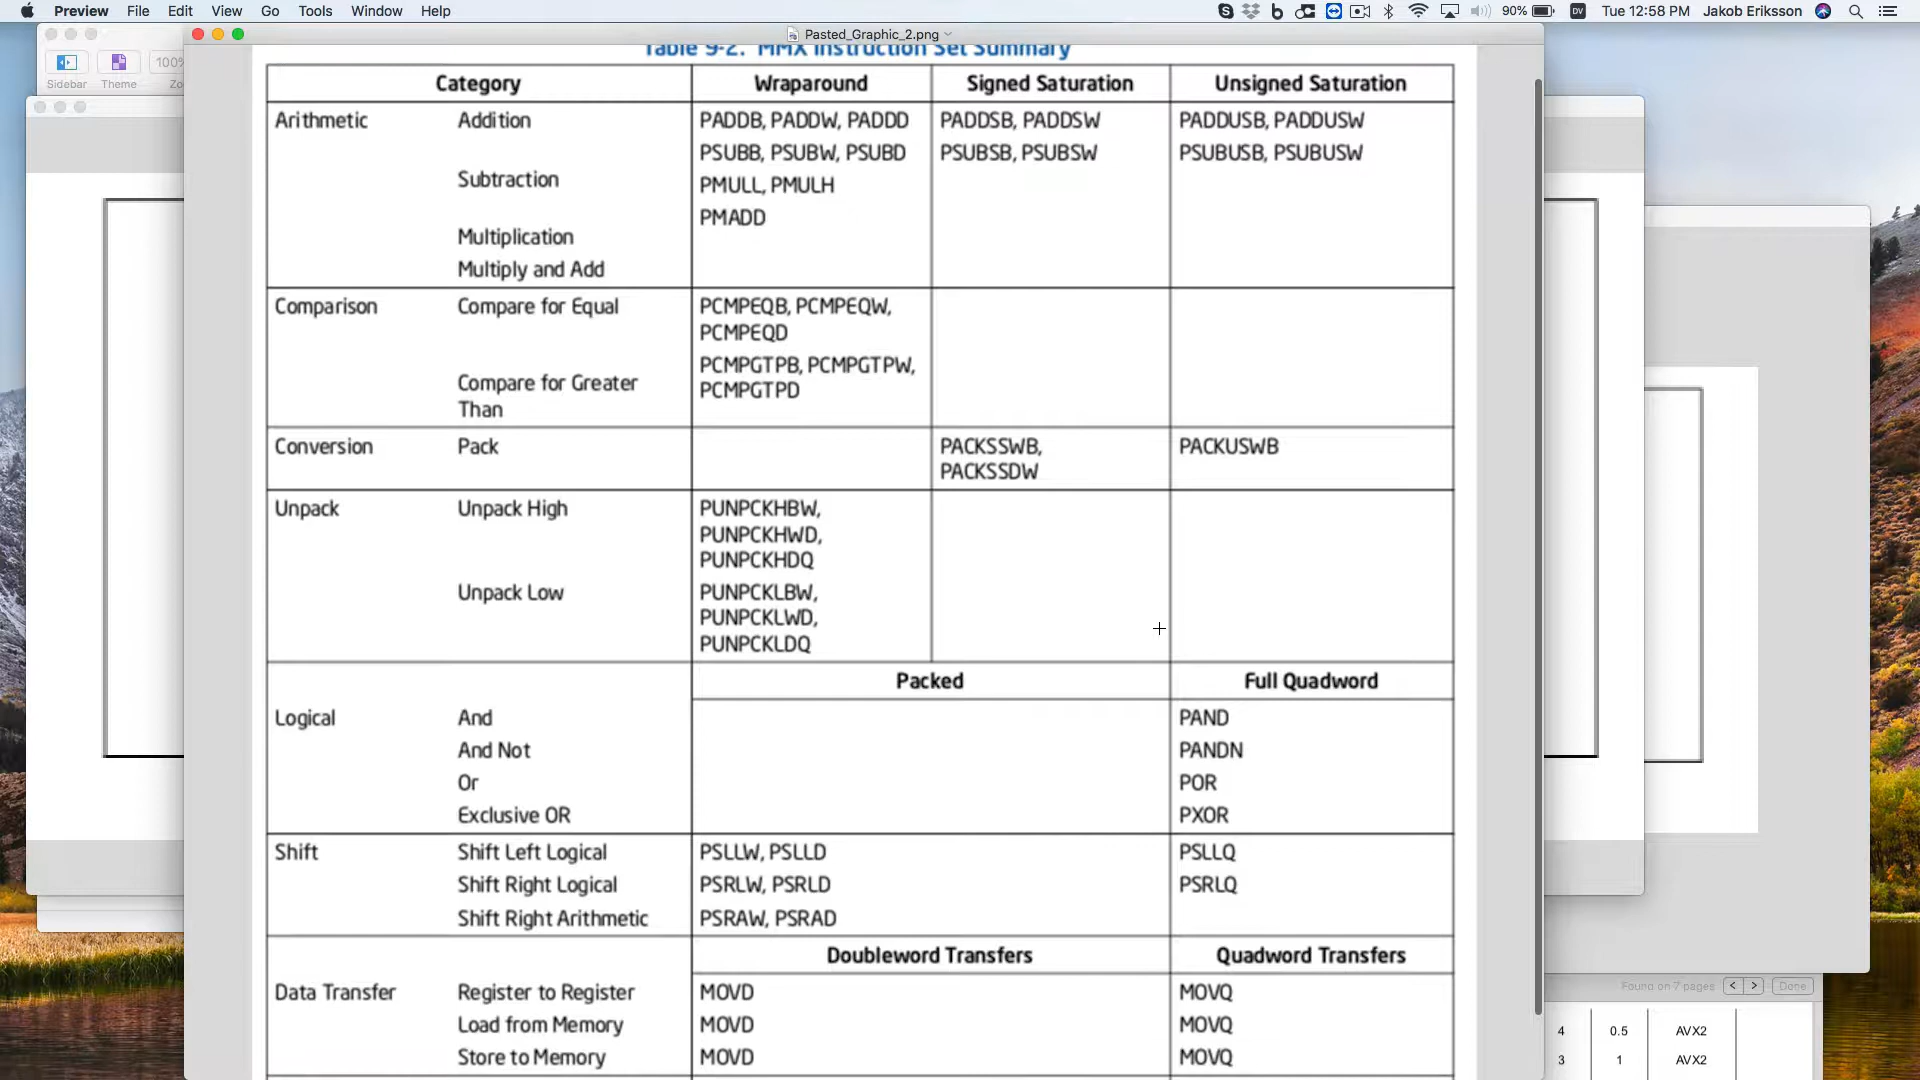 Preview File Edit View Go Tools Window Help 90% Tue 12:58 PM Jakob Eriksson
Pasted_Graphic_2.png
100%
Sidebar Theme
Table 9-2. MMX Instruction Set Summary
Category Wraparound Signed Saturation Unsigned Saturation
Arithmetic Addition PADDB, PADDW, PADDD PADDSB, PADDSW PADDUSB, PADDUSW
PSUBB, PSUBW, PSUBD PSUBSB, PSUBSW PSUBUSB, PSUBUSW
Subtraction PMULL, PMULH
PMADD
Multiplication
Multiply and Add
Comparison Compare for Equal PCMPEQB, PCMPEQW,
PCMPEQD
PCMPGTPB, PCMPGTPW,
Compare for Greater PCMPGTPD
Than
Conversion Pack PACKSSWB, PACKUSWB
PACKSSDW
Unpack Unpack High PUNPCKHBW,
PUNPCKHWD,
PUNPCKHDQ
Unpack Low PUNPCKLBW,
PUNPCKLWD,
PUNPCKLDQ
Packed Full Quadword
Logical And PAND
And Not PANDN
Or POR
Exclusive OR PXOR
Shift Shift Left Logical PSLLW, PSLLD PSLLQ
Shift Right Logical PSRLW, PSRLD PSRLQ
Shift Right Arithmetic PSRAW, PSRAD
Doubleword Transfers Quadword Transfers
Data Transfer Register to Register MOVD MOVQ
Load from Memory MOVD MOVQ
Store to Memory MOVD MOVQ
Found on 7 pages < > Done
4 0.5 AVX2
3 1 AVX2